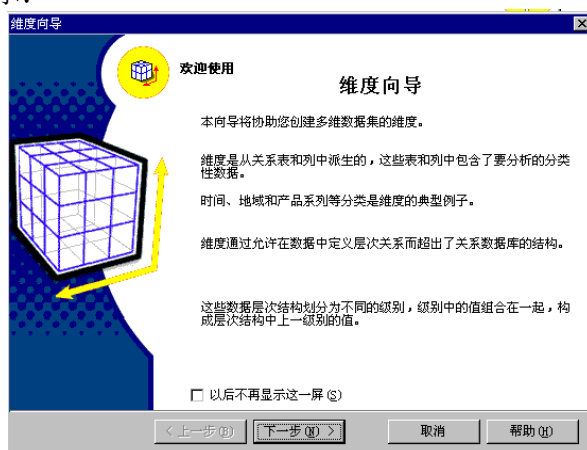 维度向导
欢迎使用
维度向导
本向导将协助您创建多维数据集的维度。
维度是从关系表和列中派生的，这些表和列中包含了要分析的分类
性数据。
时间、地域和产品系列等分类是维度的典型例子。
维度通过允许在数据中定义层次关系而超出了关系数据库的结构。
这些数据层次结构划分为不同的级别，级别中的值组合在一起，构
成层次结构中上一级别的值。
以后不再显示这一屏(S)
<上一步(B) 下一步(N) > 取消 帮助(H)